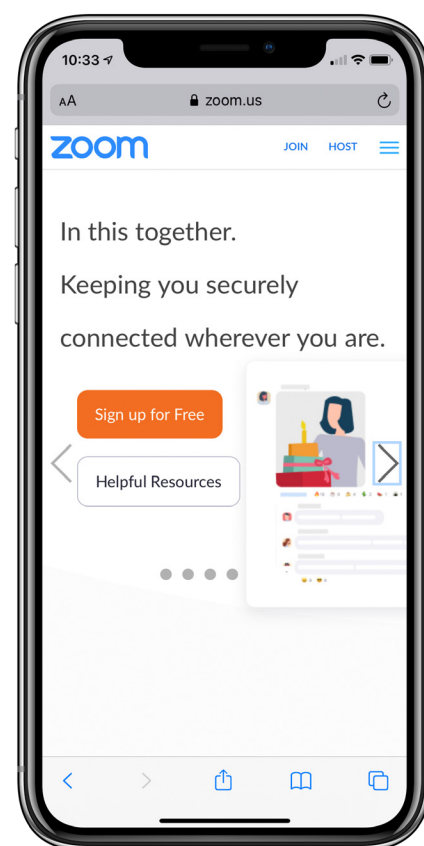 10:33
AA
zoom.us
zoom
JOIN HOST
In this together.
Keeping you securely
connected wherever you are.
Sign up for Free
Helpful Resources